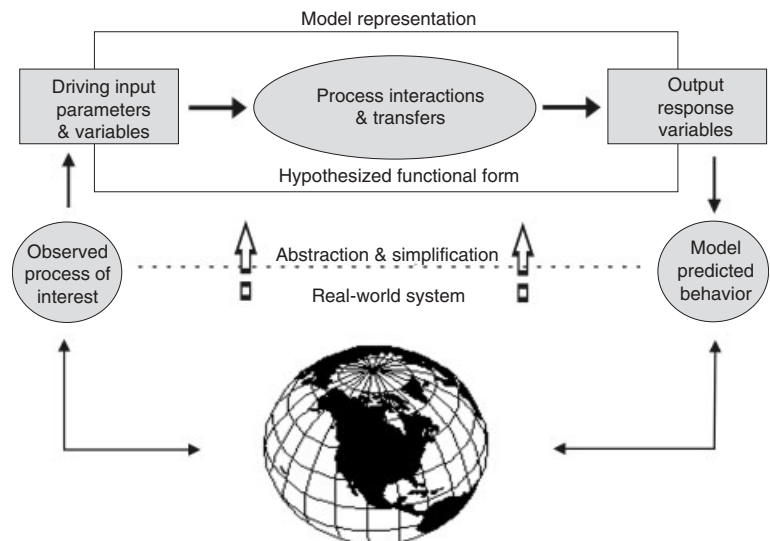 Model representation
Driving input
parameters
& variables
Process interactions
& transfers
Output
response
variables
Hypothesized functional form
Observed
process of
interest
Abstraction & simplification
Real-world system
Model
predicted
behavior